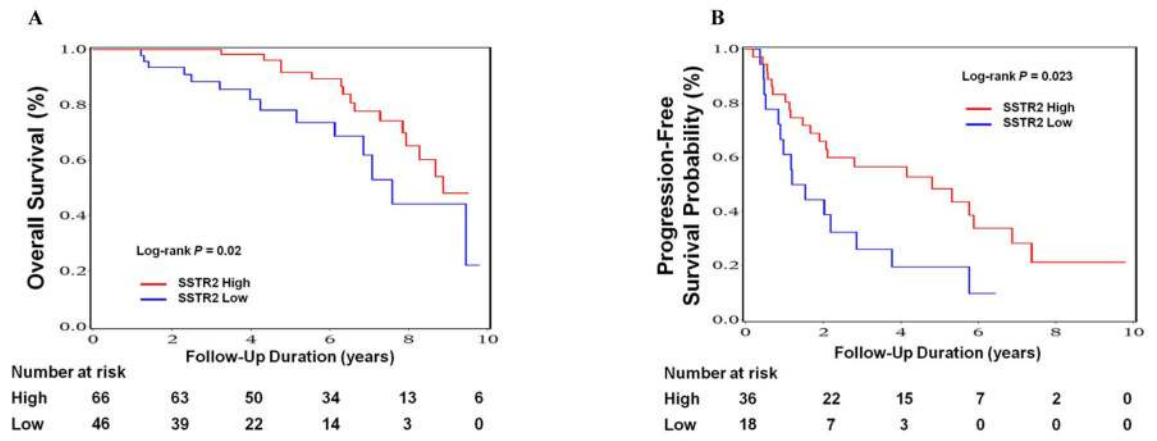 A
Overall Survival (%)
1.0
0.8
0.6
0.4
0.2
0.0
Log-rank P = 0.02
SSTR2 High
SSTR2 Low
0 2 4 6 8 10
Follow-Up Duration (years)
Number at risk
High 66 63 50 34 13 6
Low 46 39 22 14 3 0
B
Progression-Free
Survival Probability (%)
1.0
0.8
0.6
0.4
0.2
0.0
Log-rank P = 0.023
SSTR2 High
SSTR2 Low
0 2 4 6 8 10
Follow-Up Duration (years)
Number at risk
High 36 22 15 7 2 0
Low 18 7 3 0 0 0